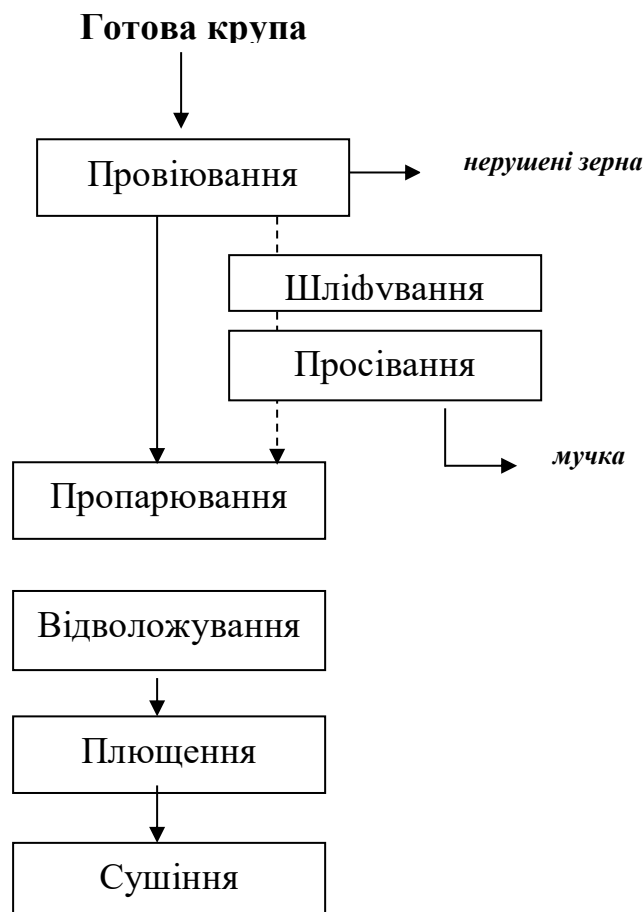 Готова крупа
Провіювання
нерушені зерна
Шліфування
Просівання
мучка
Пропарювання
Відволожування
Плющення
Сушіння